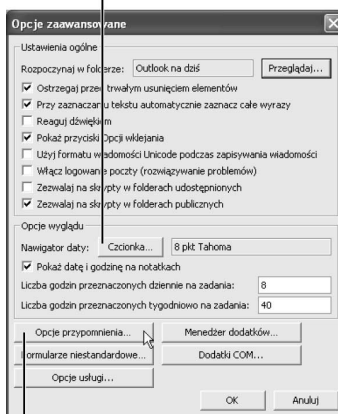 Opcje zaawansowane
Ustawienia ogólne
Rozpoczynaj w folderze: Outlook na dziś Przeglądaj...
Ostrzegaj przed trwałym usunięciem elementów
Przy zaznaczaniu tekstu automatycznie zaznacz całe wyrazy
Reaguj dźwiękiem
Pokaż przyciski Opcji wklejania
Użyj formatu wiadomości Unicode podczas zapisywania wiadomości
Włącz logowanie poczty (rozwiązywanie problemów)
Zezwalaj na skrypty w folderach udostępnionych
Zezwalaj na skrypty w folderach publicznych
Opcje wyglądu
Nawigator daty: Czcionka... 8 pkt Tahoma
Pokaż datę i godzinę na notatkach
Liczba godzin przeznaczonych dziennie na zadania: 8
Liczba godzin przeznaczonych tygodniowo na zadania: 40
Opcje przypomnienia... Menedżer dodatków...
Formularze niestandardowe... Dodatki COM...
Opcje usługi...
OK Anuluj